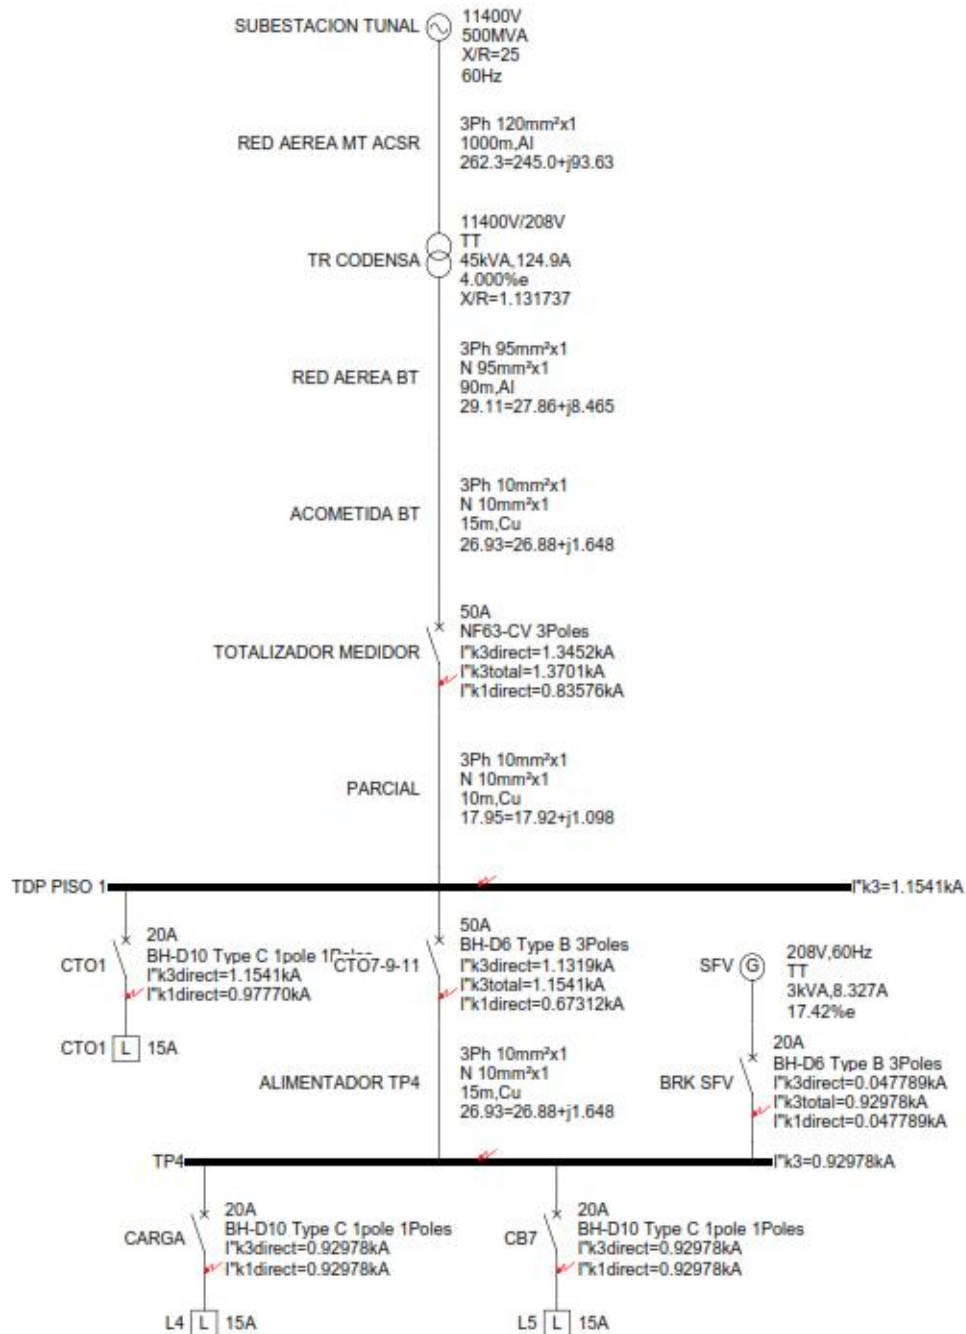 SUBESTACION TUNAL
11400V
500MVA
X/R=25
60Hz
RED AEREA MT ACSR
3Ph 120mm²x1
1000m,Al
262.3=245.0+j93.63
TR CODENSA
11400V/208V
TT
45kVA,124.9A
4.000%e
X/R=1.131737
RED AEREA BT
3Ph 95mm²x1
N 95mm²x1
90m,Al
29.11=27.86+j8.465
ACOMETIDA BT
3Ph 10mm²x1
N 10mm²x1
15m,Cu
26.93=26.88+j1.648
TOTALIZADOR MEDIDOR
50A
NF63-CV 3Poles
I"k3direct=1.3452kA
I"k3total=1.3701kA
I"k1direct=0.83576kA
PARCIAL
3Ph 10mm²x1
N 10mm²x1
10m,Cu
17.95=17.92+j1.098
TDP PISO 1
I"k3=1.1541kA
CTO1
20A
BH-D10 Type C 1pole 1Poles
I"k3direct=1.1541kA
I"k1direct=0.97770kA
CTO1 L 15A
CTO7-9-11
50A
BH-D6 Type B 3Poles
I"k3direct=1.1319kA
I"k3total=1.1541kA
I"k1direct=0.67312kA
SFV G
208V,60Hz
TT
3kVA,8.327A
17.42%e
ALIMENTADOR TP4
3Ph 10mm²x1
N 10mm²x1
15m,Cu
26.93=26.88+j1.648
BRK SFV
20A
BH-D6 Type B 3Poles
I"k3direct=0.047789kA
I"k3total=0.92978kA
I"k1direct=0.047789kA
TP4
I"k3=0.92978kA
CARGA
20A
BH-D10 Type C 1pole 1Poles
I"k3direct=0.92978kA
I"k1direct=0.92978kA
L4 L 15A
CB7
20A
BH-D10 Type C 1pole 1Poles
I"k3direct=0.92978kA
I"k1direct=0.92978kA
L5 L 15A